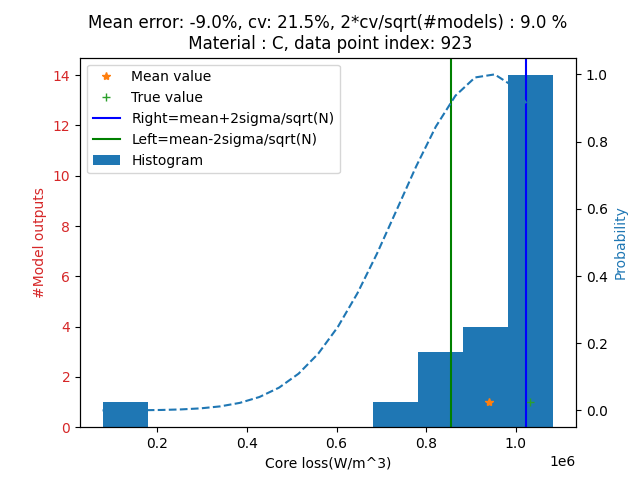 Mean error: -9.0%, cv: 21.5%, 2*cv/sqrt(#models) : 9.0 %
Material : C, data point index: 923
Mean value
True value
Right=mean+2sigma/sqrt(N)
Left=mean-2sigma/sqrt(N)
Histogram
#Model outputs
14
12
10
8
6
4
2
0
Probability
1.0
0.8
0.6
0.4
0.2
0.0
0.2
0.4
0.6
0.8
1.0
1e6
Core loss(W/m^3)